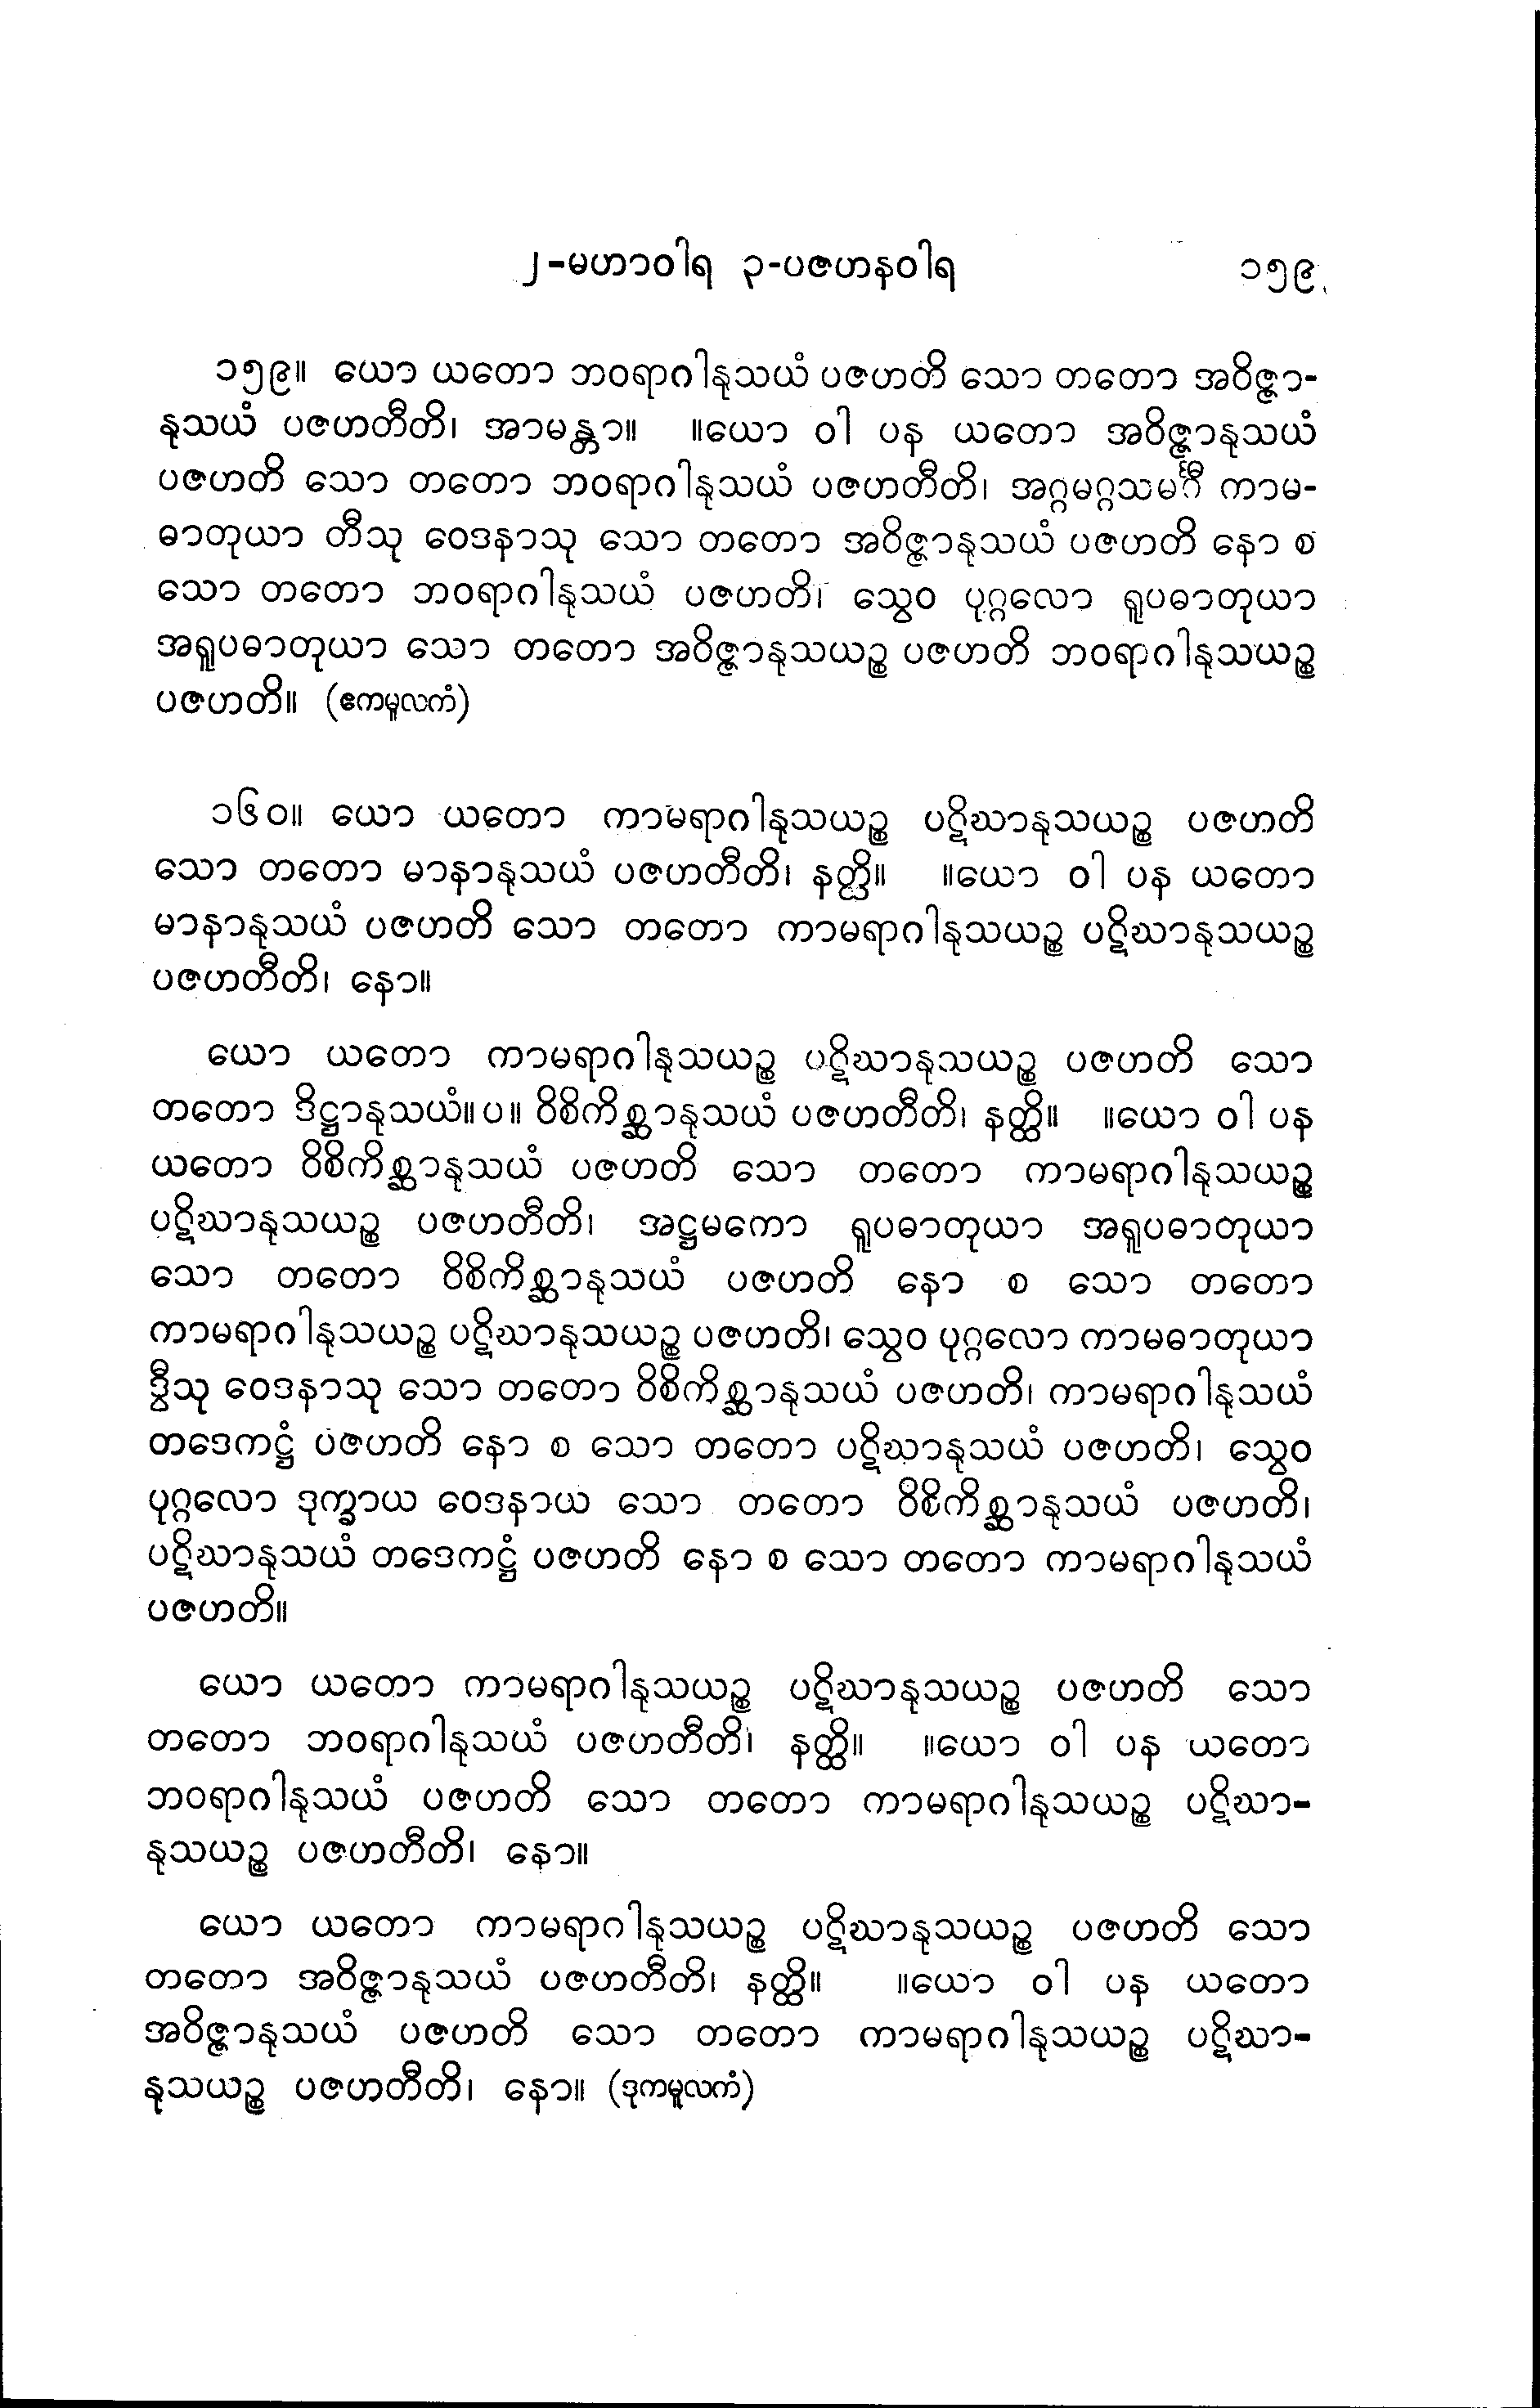 ၂-မဟာဝါရ ၃-ပဇဟနဝါရ ၁၅၉
၁၅၉။ ယော ယတော ဘဝရာဂါနုသယံ ပဇဟတိ သော တတော အဝိဇ္ဇာ-
နုသယံ ပဇဟတီတိ၊ အာမန္တာ။ ။ယော ဝါ ပန ယတော အဝိဇ္ဇာနုသယံ
ပဇဟတိ သော တတော ဘဝရာဂါနုသယံ ပဇဟတီတိ၊ အဂ္ဂမဂ္ဂသမင်္ဂီ ကာမ-
ဓာတုယာ တီသု ဝေဒနာသု သော တတော အဝိဇ္ဇာနုသယံ ပဇဟတိ နော စ
သော တတော ဘဝရာဂါနုသယံ ပဇဟတိ၊ သွေဝ ပုဂ္ဂလော ရူပဓာတုယာ
အရူပဓာတုယာ သော တတော အဝိဇ္ဇာနုသယဉ္စ ပဇဟတိ ဘဝရာဂါနုသယဉ္စ
ပဇဟတိ။ (ဧကမူလကံ)
၁၆၀။ ယော ယတော ကာမရာဂါနုသယဉ္စ ပဋိဃာနုသယဉ္စ ပဇဟတိ
သော တတော မာနာနုသယံ ပဇဟတီတိ၊ နတ္ထိ။ ။ယော ဝါ ပန ယတော
မာနာနုသယံ ပဇဟတိ သော တတော ကာမရာဂါနုသယဉ္စ ပဋိဃာနုသယဉ္စ
ပဇဟတီတိ၊ နော။
ယော ယတော ကာမရာဂါနုသယဉ္စ ပဋိဃာနုသယဉ္စ ပဇဟတိ သော
တတော ဒိဋ္ဌာနုသယံ။ပ။ ဝိစိကိစ္ဆာနုသယံ ပဇဟတီတိ၊ နတ္ထိ။ ။ယော ဝါ ပန
ယတော ဝိစိကိစ္ဆာနုသယံ ပဇဟတိ သော တတော ကာမရာဂါနုသယဉ္စ
ပဋိဃာနုသယဉ္စ ပဇဟတီတိ၊ အဋ္ဌမကော ရူပဓာတုယာ အရူပဓာတုယာ
သော တတော ဝိစိကိစ္ဆာနုသယံ ပဇဟတိ နော စ သော တတော
ကာမရာဂါနုသယဉ္စ ပဋိဃာနုသယဉ္စ ပဇဟတိ၊ သွေဝ ပုဂ္ဂလော ကာမဓာတုယာ
ဒွီသု ဝေဒနာသု သော တတော ဝိစိကိစ္ဆာနုသယံ ပဇဟတိ၊ ကာမရာဂါနုသယံ
တဒေကဋ္ဌံ ပဇဟတိ နော စ သော တတော ပဋိဃာနုသယံ ပဇဟတိ၊ သွေဝ
ပုဂ္ဂလော ဒုက္ခာယ ဝေဒနာယ သော တတော ဝိစိကိစ္ဆာနုသယံ ပဇဟတိ၊
ပဋိဃာနုသယံ တဒေကဋ္ဌံ ပဇဟတိ နော စ သော တတော ကာမရာဂါနုသယံ
ပဇဟတိ။
ယော ယတော ကာမရာဂါနုသယဉ္စ ပဋိဃာနုသယဉ္စ ပဇဟတိ သော
တတော ဘဝရာဂါနုသယံ ပဇဟတီတိ၊ နတ္ထိ။ ။ယော ဝါ ပန ယတော
ဘဝရာဂါနုသယံ ပဇဟတိ သော တတော ကာမရာဂါနုသယဉ္စ ပဋိဃာ-
နုသယဉ္စ ပဇဟတီတိ၊ နော။
ယော ယတော ကာမရာဂါနုသယဉ္စ ပဋိဃာနုသယဉ္စ ပဇဟတိ သော
တတော အဝိဇ္ဇာနုသယံ ပဇဟတီတိ၊ နတ္ထိ။ ။ယော ဝါ ပန ယတော
အဝိဇ္ဇာနုသယံ ပဇဟတိ သော တတော ကာမရာဂါနုသယဉ္စ ပဋိဃာ-
နုသယဉ္စ ပဇဟတီတိ၊ နော။ (ဒုကမူလကံ)